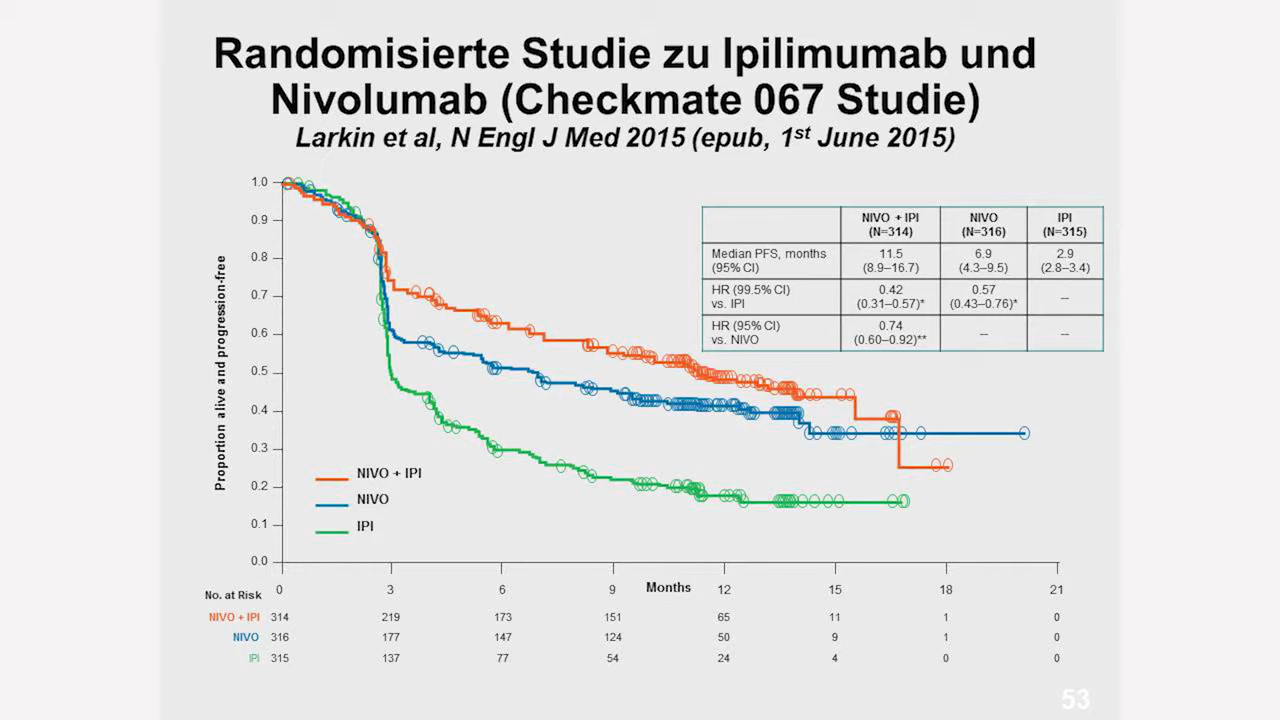 Randomisierte Studie zu Ipilimumab und
Nivolumab (Checkmate 067 Studie)
Larkin et al, N Engl J Med 2015 (epub, 1st June 2015)
Proportion alive and progression-free
1.0
0.9
0.8
0.7
0.6
0.5
0.4
0.3
0.2
0.1
0.0
NIVO + IPI (N=314) NIVO (N=316) IPI (N=315)
Median PFS, months (95% CI) 11.5 (8.9–16.7) 6.9 (4.3–9.5) 2.9 (2.8–3.4)
HR (99.5% CI) vs. IPI 0.42 (0.31–0.57)* 0.57 (0.43–0.76)* --
HR (95% CI) vs. NIVO 0.74 (0.60–0.92)** -- --
NIVO + IPI
NIVO
IPI
0 3 6 9 12 15 18 21
Months
No. at Risk
NIVO + IPI 314 219 173 151 65 11 1 0
NIVO 316 177 147 124 50 9 1 0
IPI 315 137 77 54 24 4 0 0
53